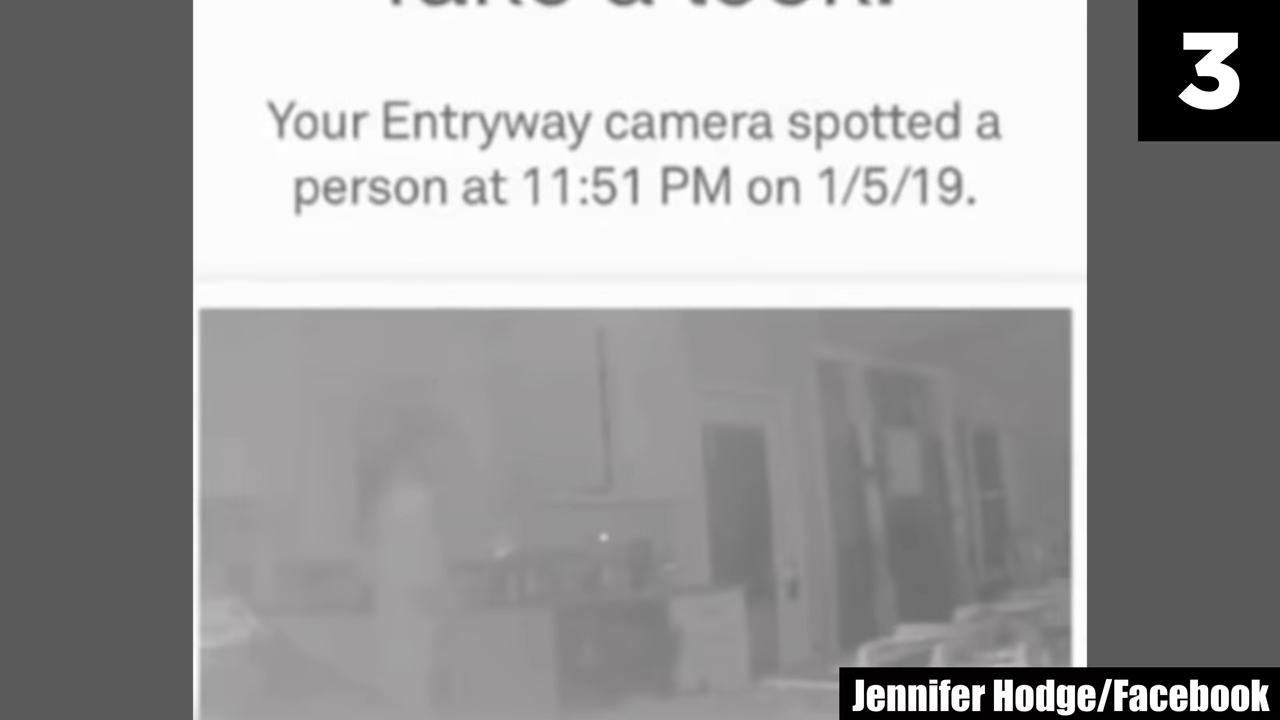 3
Your Entryway camera spotted a
person at 11:51 PM on 1/5/19.
Jennifer Hodge/Facebook